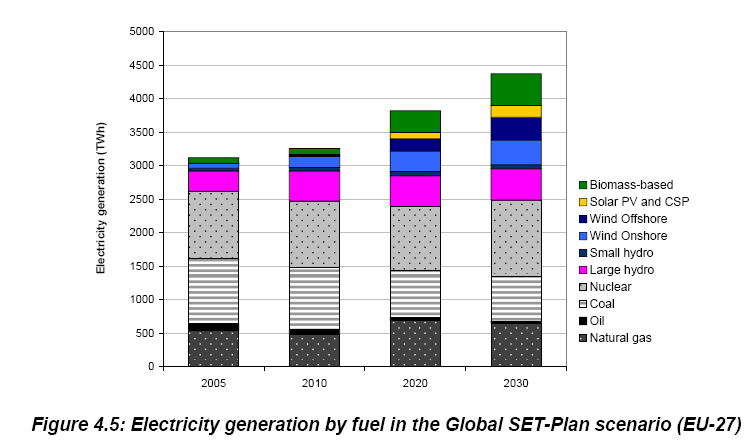 5000
4500
4000
3500
3000
2500
2000
1500
1000
500
0
Electricity generation (TWh)
2005
2010
2020
2030
Biomass-based
Solar PV and CSP
Wind Offshore
Wind Onshore
Small hydro
Large hydro
Nuclear
Coal
Oil
Natural gas
Figure 4.5: Electricity generation by fuel in the Global SET-Plan scenario (EU-27)